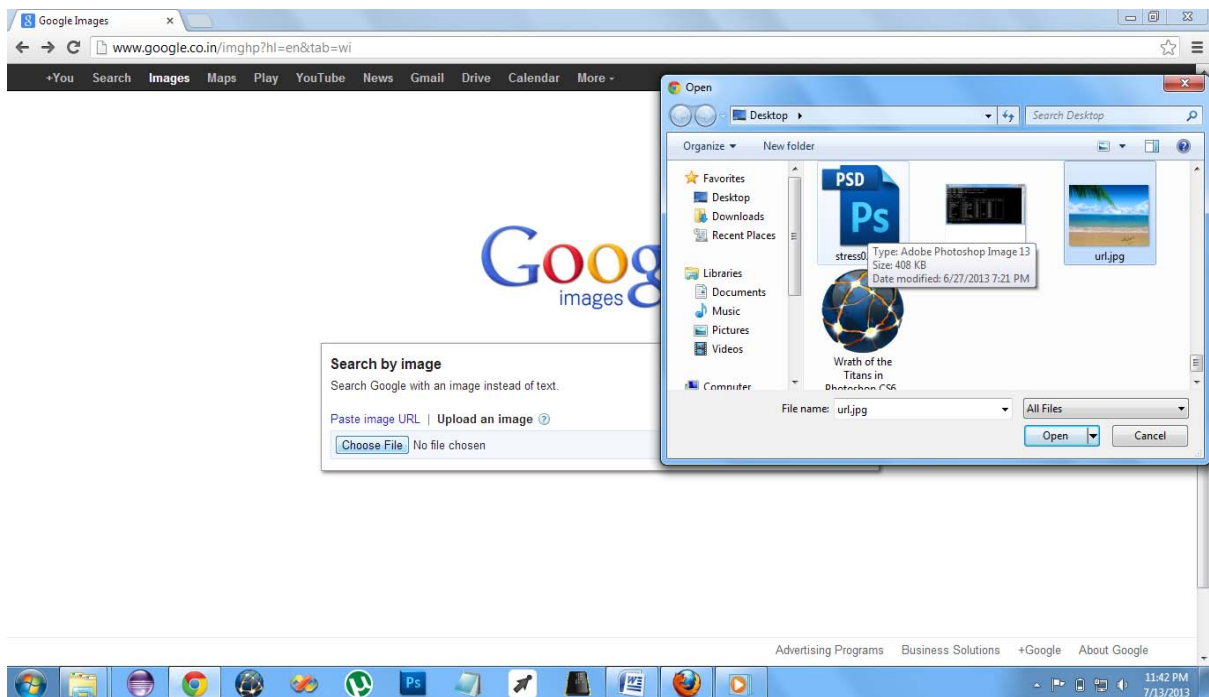 Google Images
www.google.co.in/imghp?hl=en&tab=wi
+You Search Images Maps Play YouTube News Gmail Drive Calendar More
Goog
images
Search by image
Search Google with an image instead of text.
Paste image URL | Upload an image ?
Choose File No file chosen
Open
Desktop
Search Desktop
Organize New folder
Favorites
Desktop
Downloads
Recent Places
Libraries
Documents
Music
Pictures
Videos
Computer
PSD
Ps
stress0
Type: Adobe Photoshop Image 13
Size: 408 KB
Date modified: 6/27/2013 7:21 PM
url.jpg
Wrath of the
Titans in
Photoshop CS6
File name: url.jpg
All Files
Open
Cancel
Advertising Programs Business Solutions +Google About Google
Ps
11:42 PM
7/13/2013